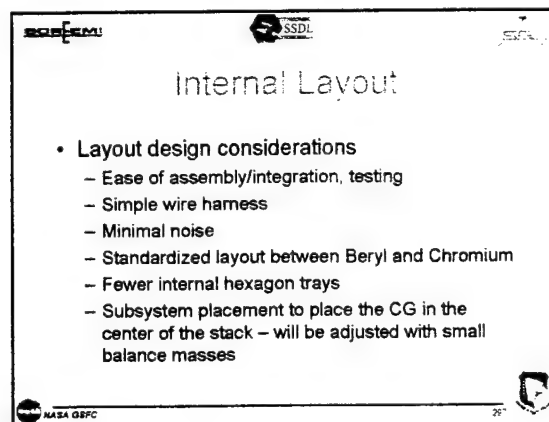 SSDL
Internal Layout
• Layout design considerations
– Ease of assembly/integration, testing
– Simple wire harness
– Minimal noise
– Standardized layout between Beryl and Chromium
– Fewer internal hexagon trays
– Subsystem placement to place the CG in the
center of the stack – will be adjusted with small
balance masses
NASA GSFC